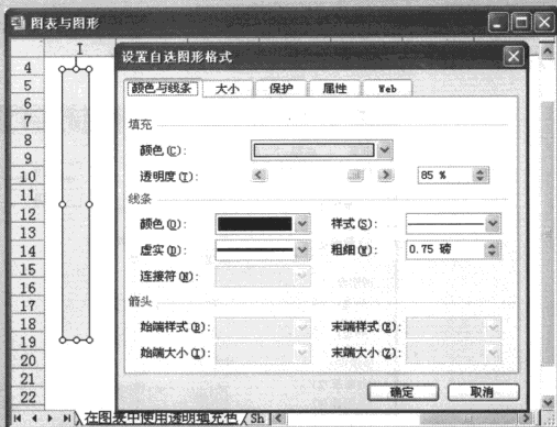 图表与图形
I
设置自选图形格式
4
5
6
7
8
9
10
11
12
13
14
15
16
17
18
19
20
21
22
颜色与线条 大小 保护 属性 Web
填充
颜色(C):
透明度(T): 85 %
线条
颜色(O): 样式(S):
虚实(D): 粗细(W): 0.75 磅
连接符(N):
箭头
始端样式(B): 末端样式(E):
始端大小(I): 末端大小(Z):
确定 取消
在图表中使用透明填充色 Sh